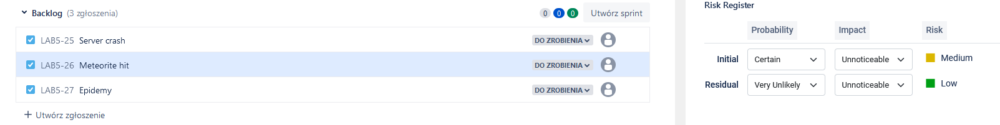 Backlog (3 zgłoszenia) 0 0 0 Utwórz sprint
LAB5-25 Server crash DO ZROBIENIA
LAB5-26 Meteorite hit DO ZROBIENIA
LAB5-27 Epidemy DO ZROBIENIA
+ Utwórz zgłoszenie
Risk Register
Probability Impact Risk
Initial Certain Unnoticeable Medium
Residual Very Unlikely Unnoticeable Low